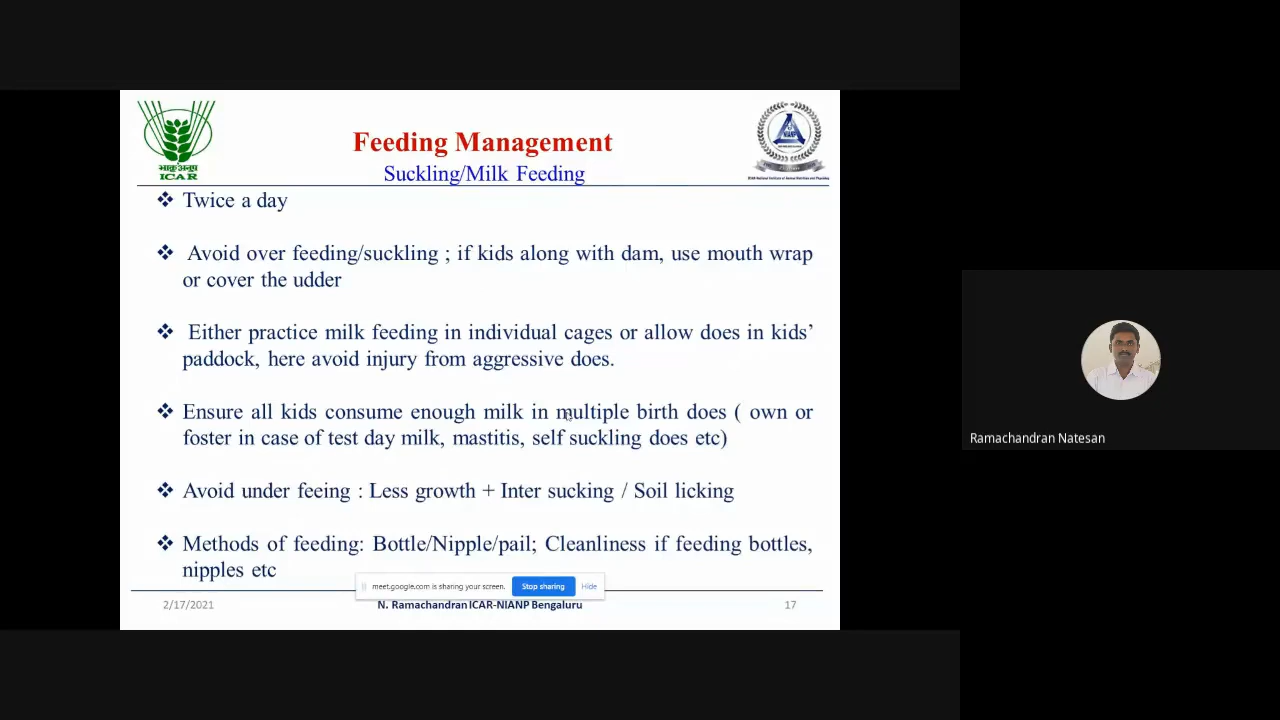 भाकृअनुप
ICAR
NIANP
Feeding Management
Suckling/Milk Feeding
❖ Twice a day
❖ Avoid over feeding/suckling ; if kids along with dam, use mouth wrap
or cover the udder
❖ Either practice milk feeding in individual cages or allow does in kids’
paddock, here avoid injury from aggressive does.
❖ Ensure all kids consume enough milk in multiple birth does ( own or
foster in case of test day milk, mastitis, self suckling does etc)
❖ Avoid under feeing : Less growth + Inter sucking / Soil licking
❖ Methods of feeding: Bottle/Nipple/pail; Cleanliness if feeding bottles,
nipples etc
meet.google.com is sharing your screen. Stop sharing Hide
2/17/2021 N. Ramachandran ICAR-NIANP Bengaluru 17
Ramachandran Natesan